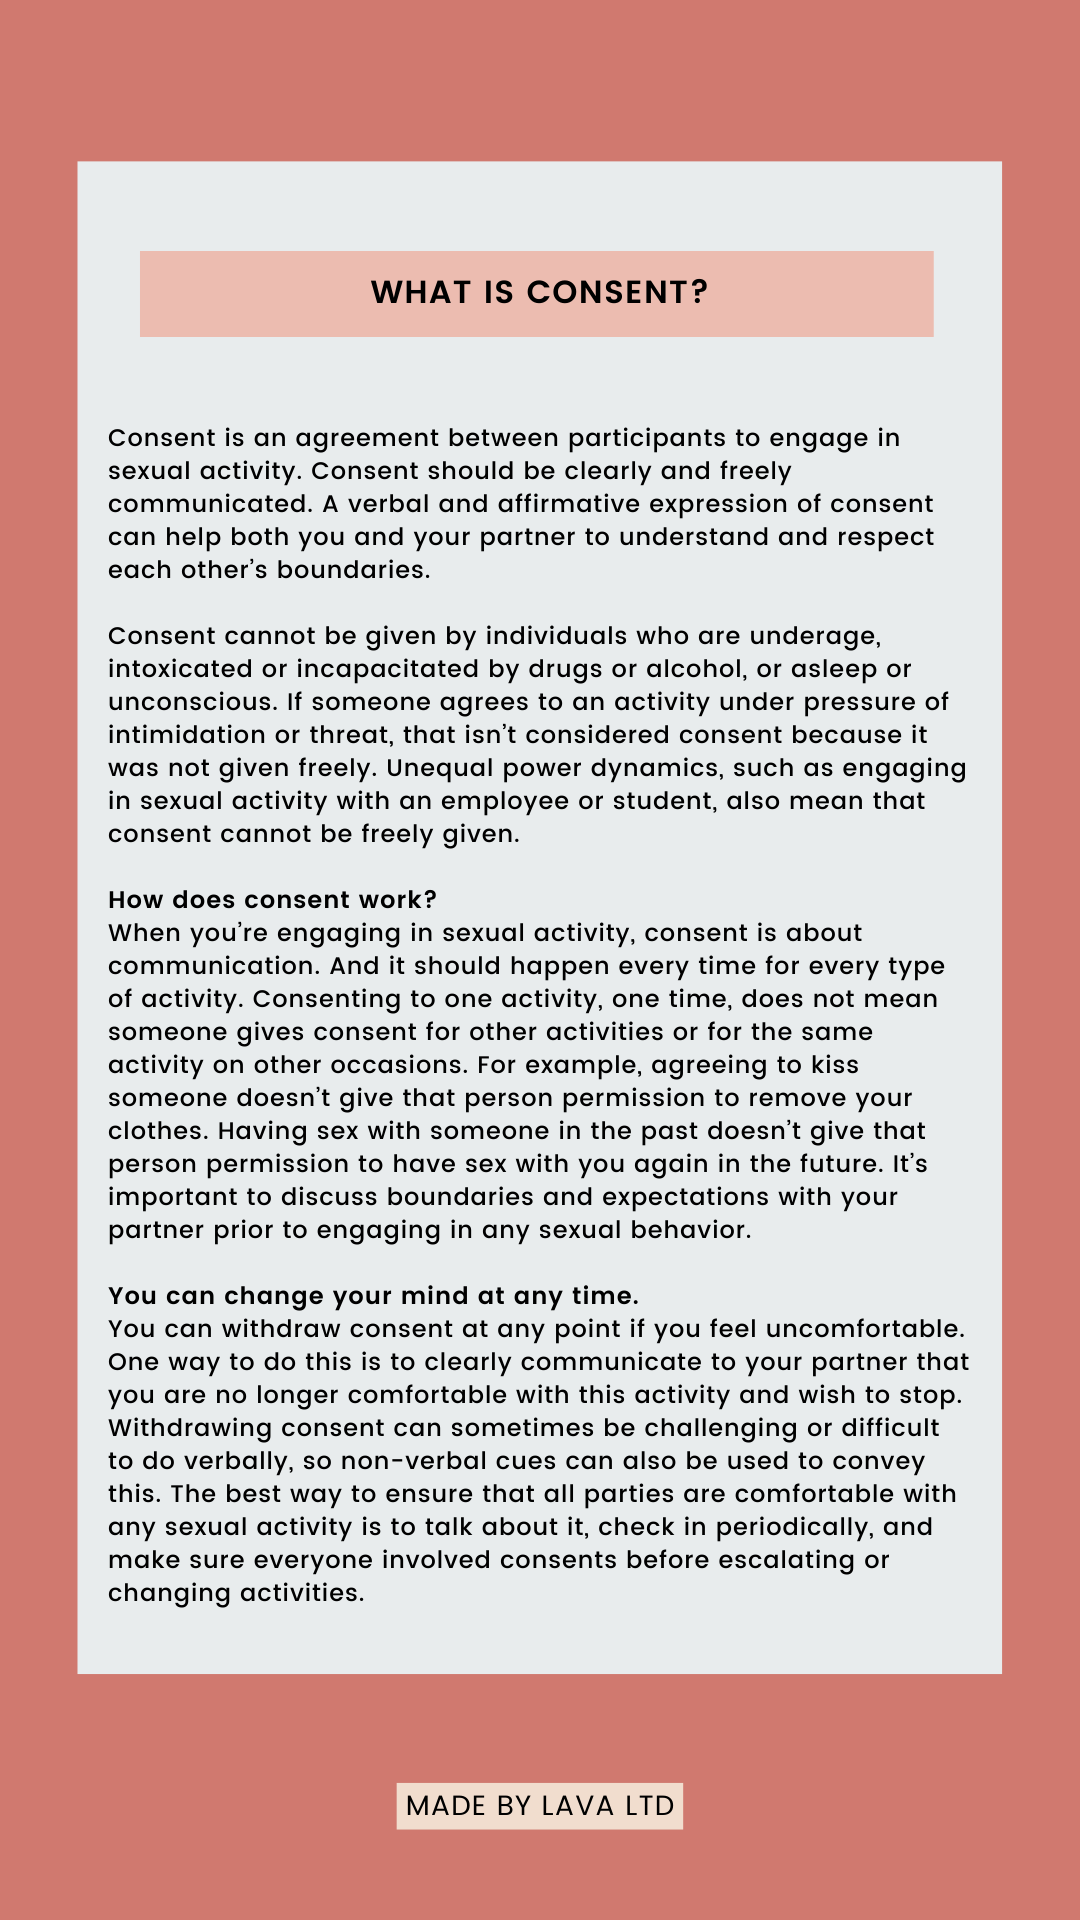 WHAT IS CONSENT?
Consent is an agreement between participants to engage in
sexual activity. Consent should be clearly and freely
communicated. A verbal and affirmative expression of consent
can help both you and your partner to understand and respect
each other’s boundaries.
Consent cannot be given by individuals who are underage,
intoxicated or incapacitated by drugs or alcohol, or asleep or
unconscious. If someone agrees to an activity under pressure of
intimidation or threat, that isn’t considered consent because it
was not given freely. Unequal power dynamics, such as engaging
in sexual activity with an employee or student, also mean that
consent cannot be freely given.
How does consent work?
When you’re engaging in sexual activity, consent is about
communication. And it should happen every time for every type
of activity. Consenting to one activity, one time, does not mean
someone gives consent for other activities or for the same
activity on other occasions. For example, agreeing to kiss
someone doesn’t give that person permission to remove your
clothes. Having sex with someone in the past doesn’t give that
person permission to have sex with you again in the future. It’s
important to discuss boundaries and expectations with your
partner prior to engaging in any sexual behavior.
You can change your mind at any time.
You can withdraw consent at any point if you feel uncomfortable.
One way to do this is to clearly communicate to your partner that
you are no longer comfortable with this activity and wish to stop.
Withdrawing consent can sometimes be challenging or difficult
to do verbally, so non-verbal cues can also be used to convey
this. The best way to ensure that all parties are comfortable with
any sexual activity is to talk about it, check in periodically, and
make sure everyone involved consents before escalating or
changing activities.
MADE BY LAVA LTD